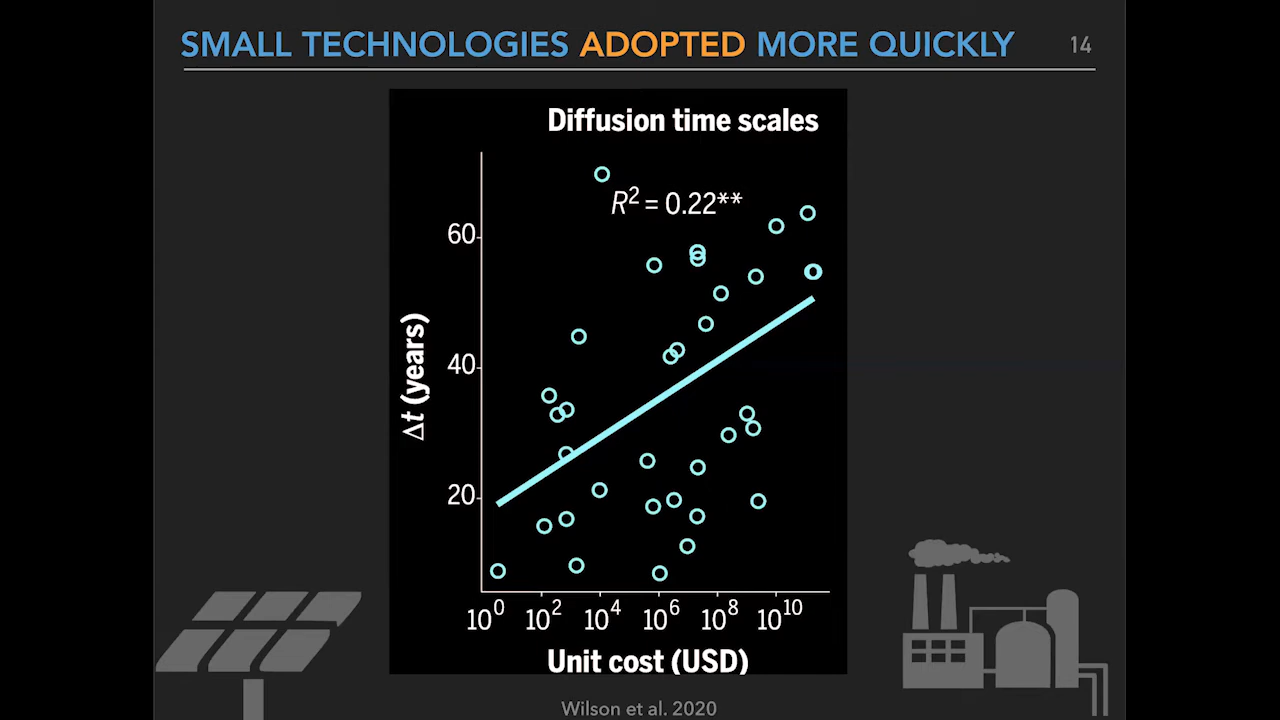 SMALL TECHNOLOGIES ADOPTED MORE QUICKLY
14
Diffusion time scales
R² = 0.22**
60
40
20
Δt (years)
10⁰ 10² 10⁴ 10⁶ 10⁸ 10¹⁰
Unit cost (USD)
Wilson et al. 2020